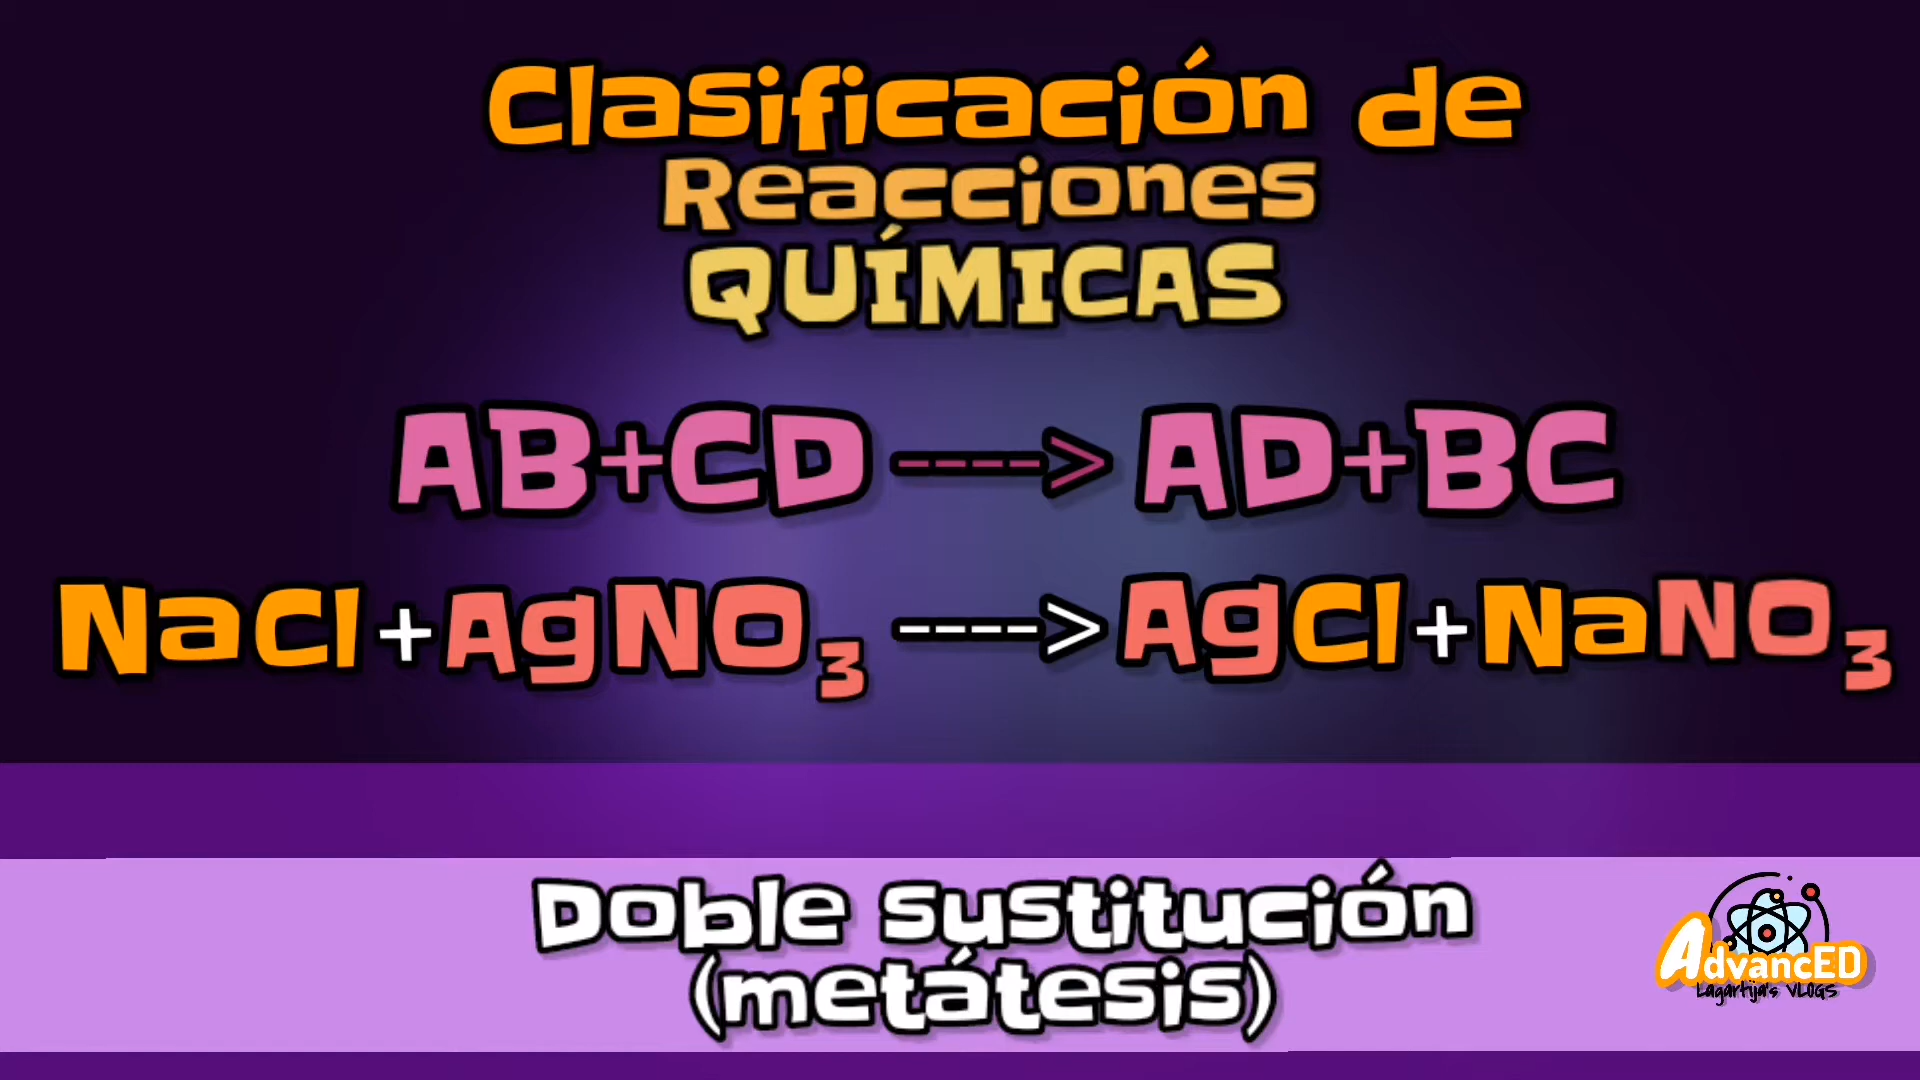 Clasificación de
Reacciones
QUÍMICAS
AB+CD ----> AD+BC
NaCl+AgNO₃ ----> AgCl+NaNO₃
Doble sustitución
(metátesis)
AdvancED
Lagartija's VLOGS